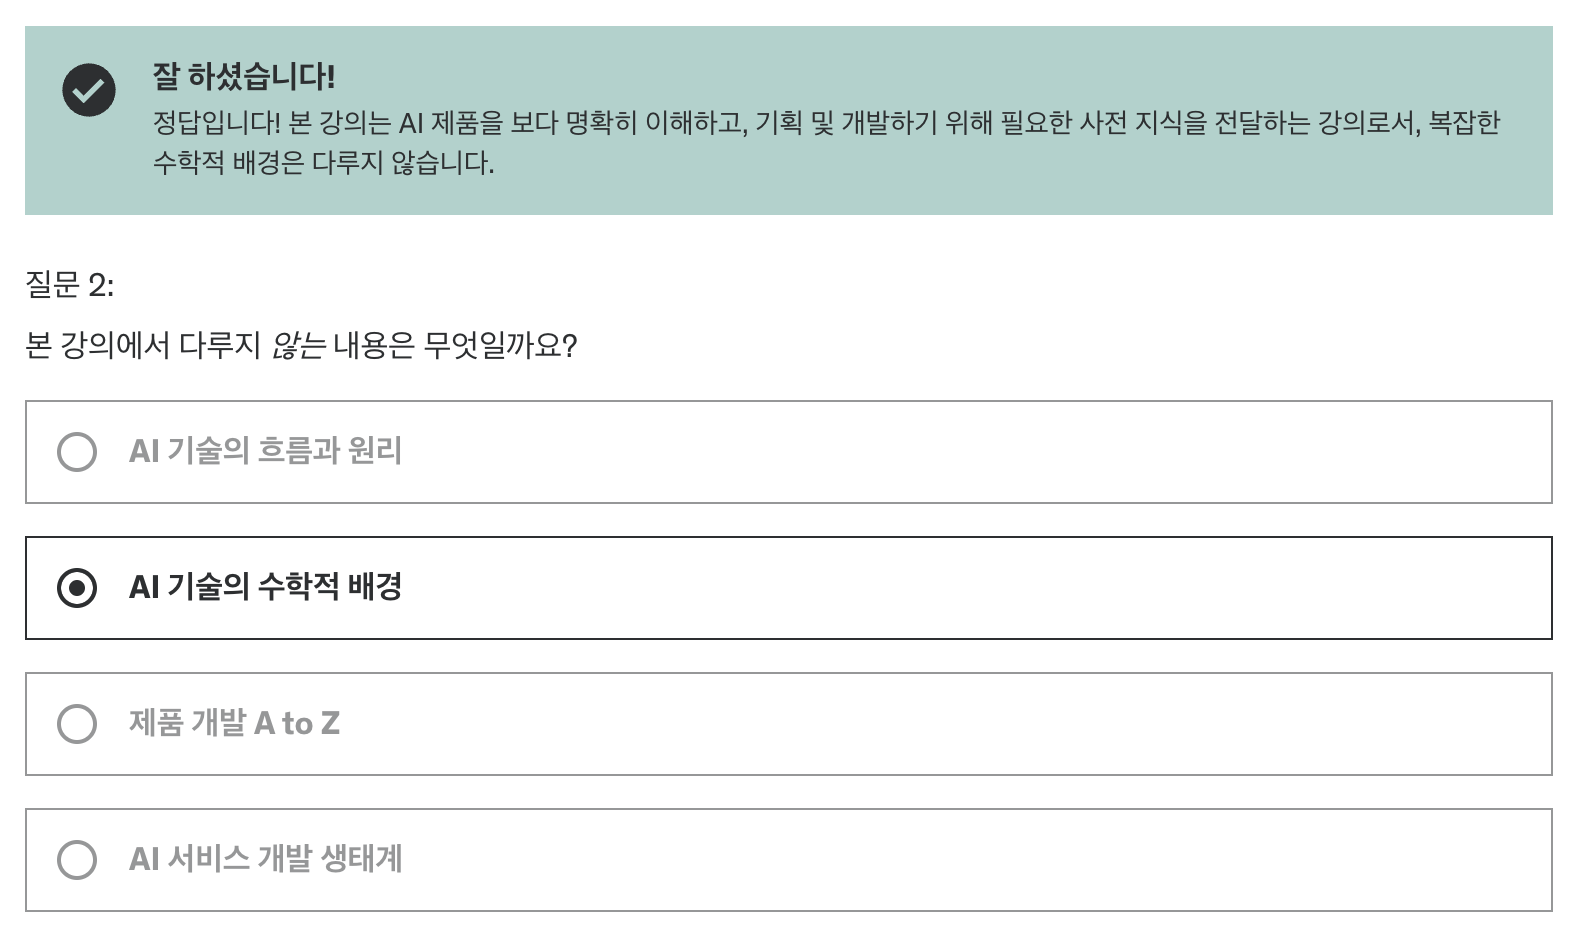 잘 하셨습니다!
정답입니다! 본 강의는 AI 제품을 보다 명확히 이해하고, 기획 및 개발하기 위해 필요한 사전 지식을 전달하는 강의로서, 복잡한
수학적 배경은 다루지 않습니다.
질문 2:
본 강의에서 다루지 않는 내용은 무엇일까요?
AI 기술의 흐름과 원리
AI 기술의 수학적 배경
제품 개발 A to Z
AI 서비스 개발 생태계